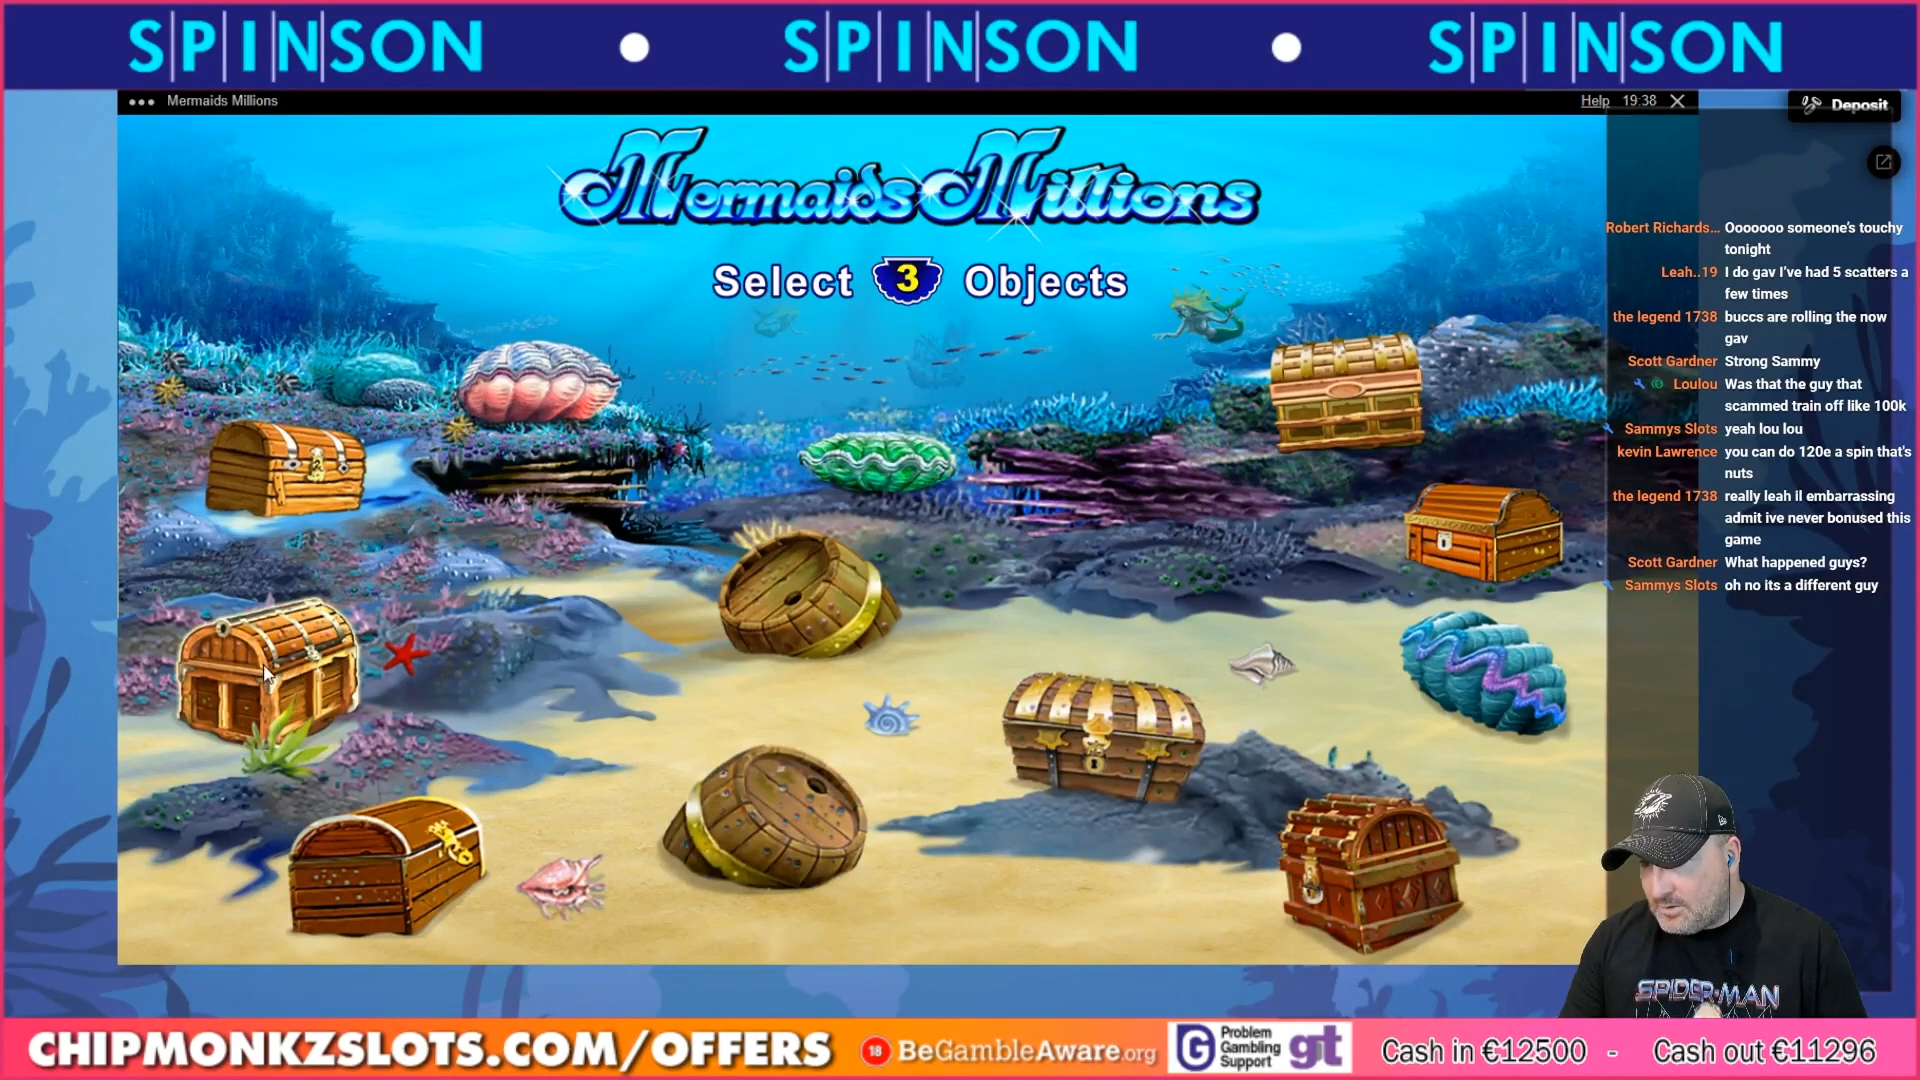 SPINSON SPINSON SPINSON
Mermaids Millions
Help 19:38
Deposit
Mermaids Millions
Select 3 Objects
Robert Richards... Ooooooo someone's touchy
tonight
Leah..19 I do gav I've had 5 scatters a
few times
the legend 1738 buccs are rolling the now
gav
Scott Gardner Strong Sammy
Loulou Was that the guy that
scammed train off like 100k
Sammys Slots yeah lou lou
kevin Lawrence you can do 120e a spin that's
nuts
the legend 1738 really leah il embarrassing
admit ive never bonused this
game
Scott Gardner What happened guys?
Sammys Slots oh no its a different guy
SPIDER-MAN
CHIPMONKZSLOTS.COM/OFFERS
18 BeGambleAware.org
Problem
Gambling
Support
gt
Cash in €12500 - Cash out €11296